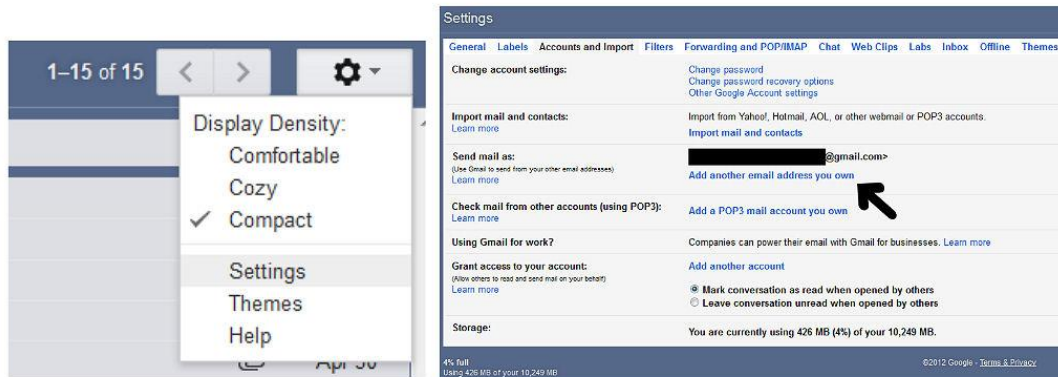 1–15 of 15
Display Density:
Comfortable
Cozy
Compact
Settings
Themes
Help
Apr 30
Settings
General Labels Accounts and Import Filters Forwarding and POP/IMAP Chat Web Clips Labs Inbox Offline Themes
Change account settings:
Change password
Change password recovery options
Other Google Account settings
Import mail and contacts:
Learn more
Import from Yahoo!, Hotmail, AOL, or other webmail or POP3 accounts.
Import mail and contacts
Send mail as:
(Use Gmail to send from your other email addresses)
Learn more
@gmail.com>
Add another email address you own
Check mail from other accounts (using POP3):
Learn more
Add a POP3 mail account you own
Using Gmail for work?
Companies can power their email with Gmail for businesses. Learn more
Grant access to your account:
(Allow others to read and send mail on your behalf)
Learn more
Add another account
Mark conversation as read when opened by others
Leave conversation unread when opened by others
Storage:
You are currently using 426 MB (4%) of your 10,249 MB.
4% full
Using 426 MB of your 10,249 MB
©2012 Google - Terms & Privacy